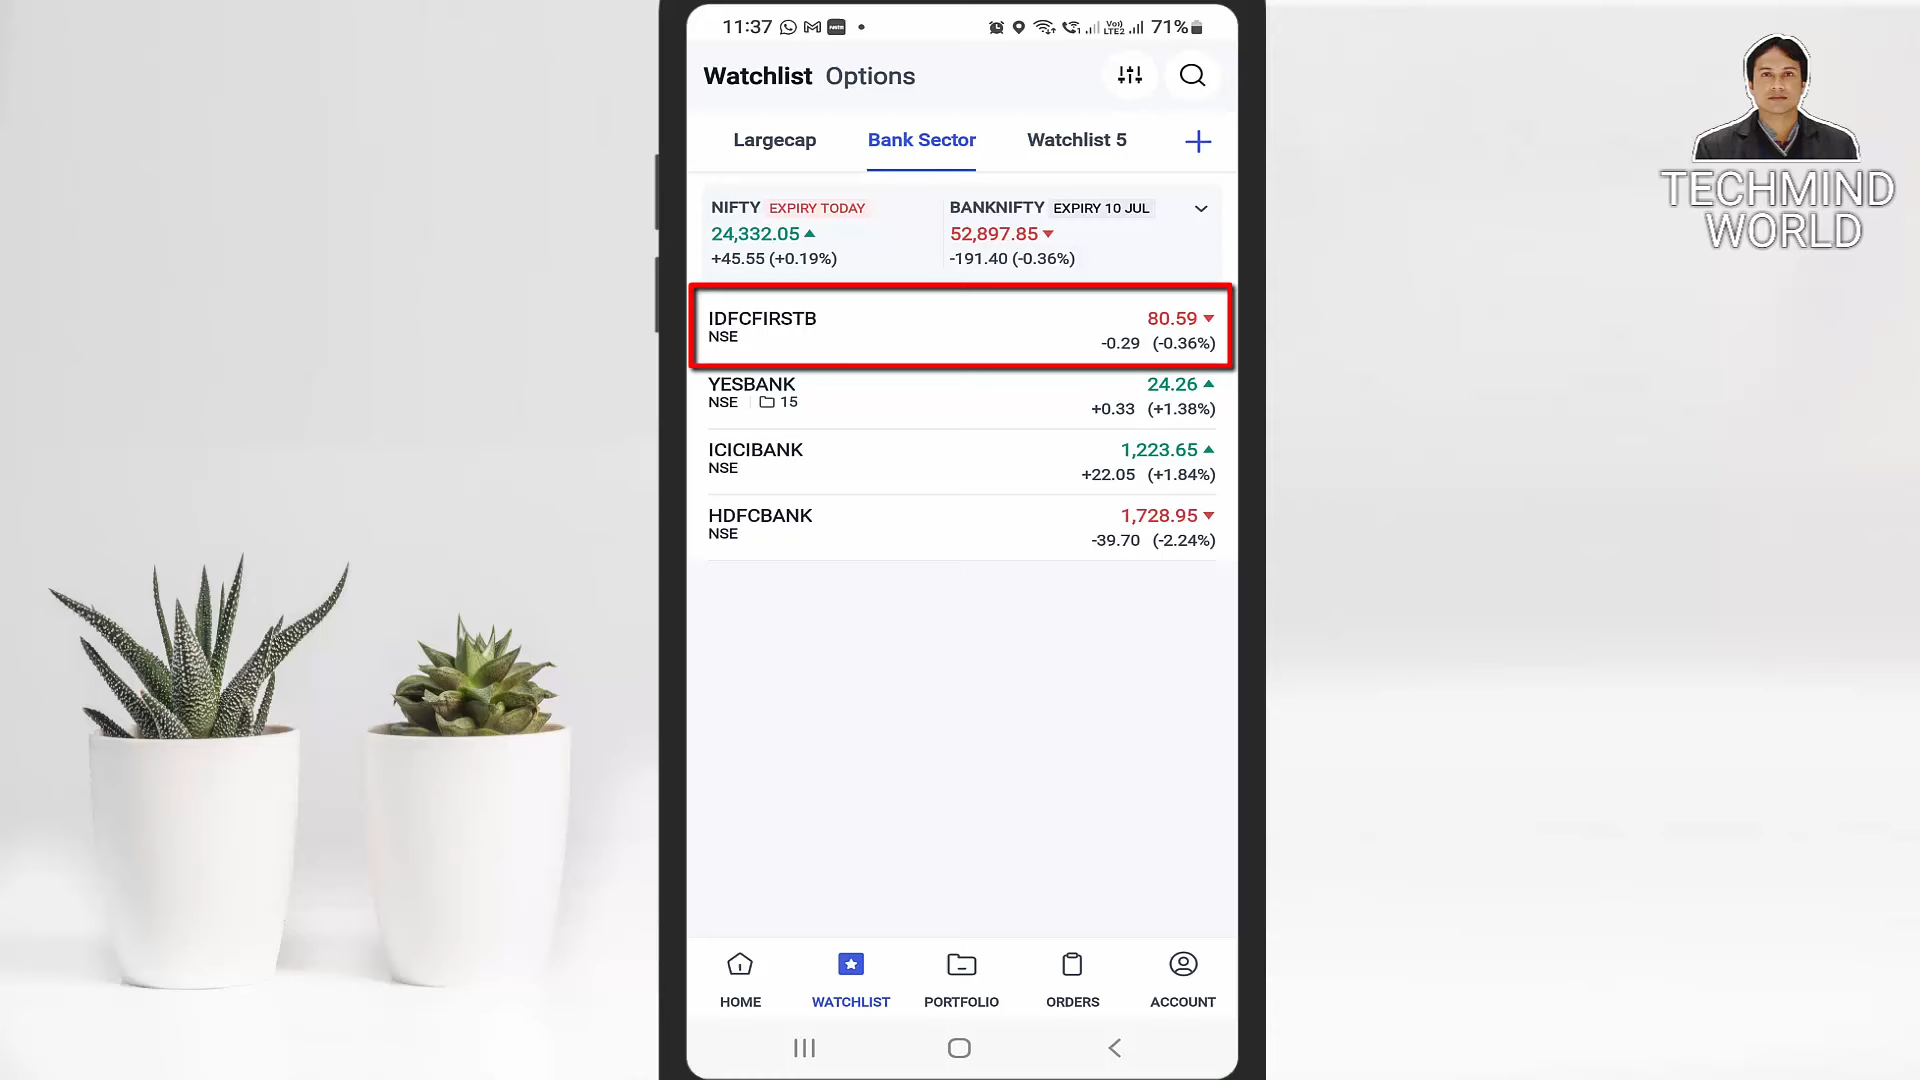 11:37 71%
Vo)) LTE2
Watchlist Options
Largecap Bank Sector Watchlist 5
NIFTY EXPIRY TODAY
24,332.05
+45.55 (+0.19%)
BANKNIFTY EXPIRY 10 JUL
52,897.85
-191.40 (-0.36%)
IDFCFIRSTB 80.59
NSE -0.29 (-0.36%)
YESBANK 24.26
NSE 15 +0.33 (+1.38%)
ICICIBANK 1,223.65
NSE +22.05 (+1.84%)
HDFCBANK 1,728.95
NSE -39.70 (-2.24%)
HOME WATCHLIST PORTFOLIO ORDERS ACCOUNT
TECHMIND
WORLD